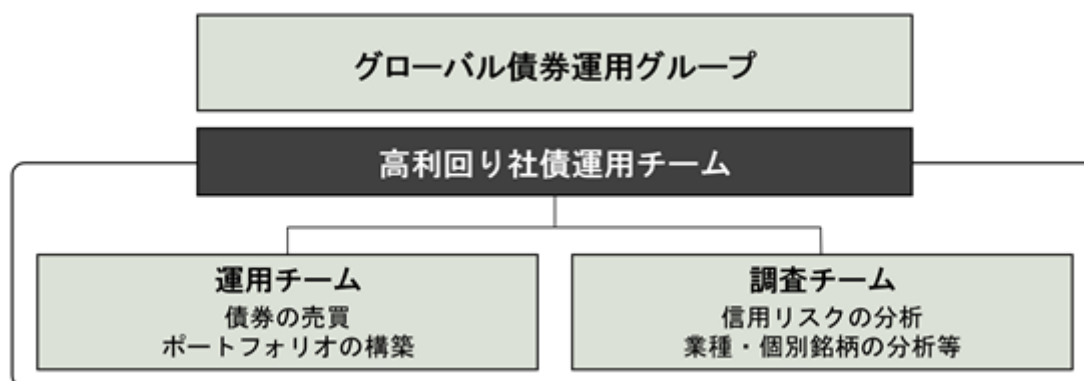 グローバル債券運用グループ
高利回り社債運用チーム
運用チーム
債券の売買
ポートフォリオの構築
調査チーム
信用リスクの分析
業種・個別銘柄の分析等